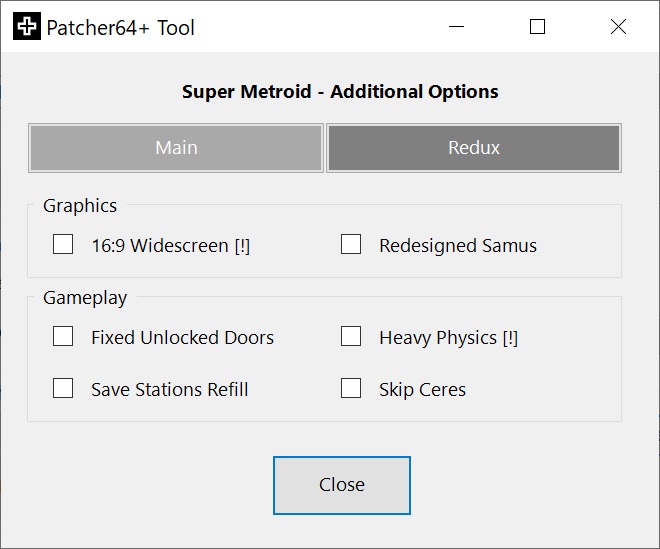 Patcher64+ Tool
Super Metroid - Additional Options
Main Redux
Graphics
16:9 Widescreen [!] Redesigned Samus
Gameplay
Fixed Unlocked Doors Heavy Physics [!]
Save Stations Refill Skip Ceres
Close